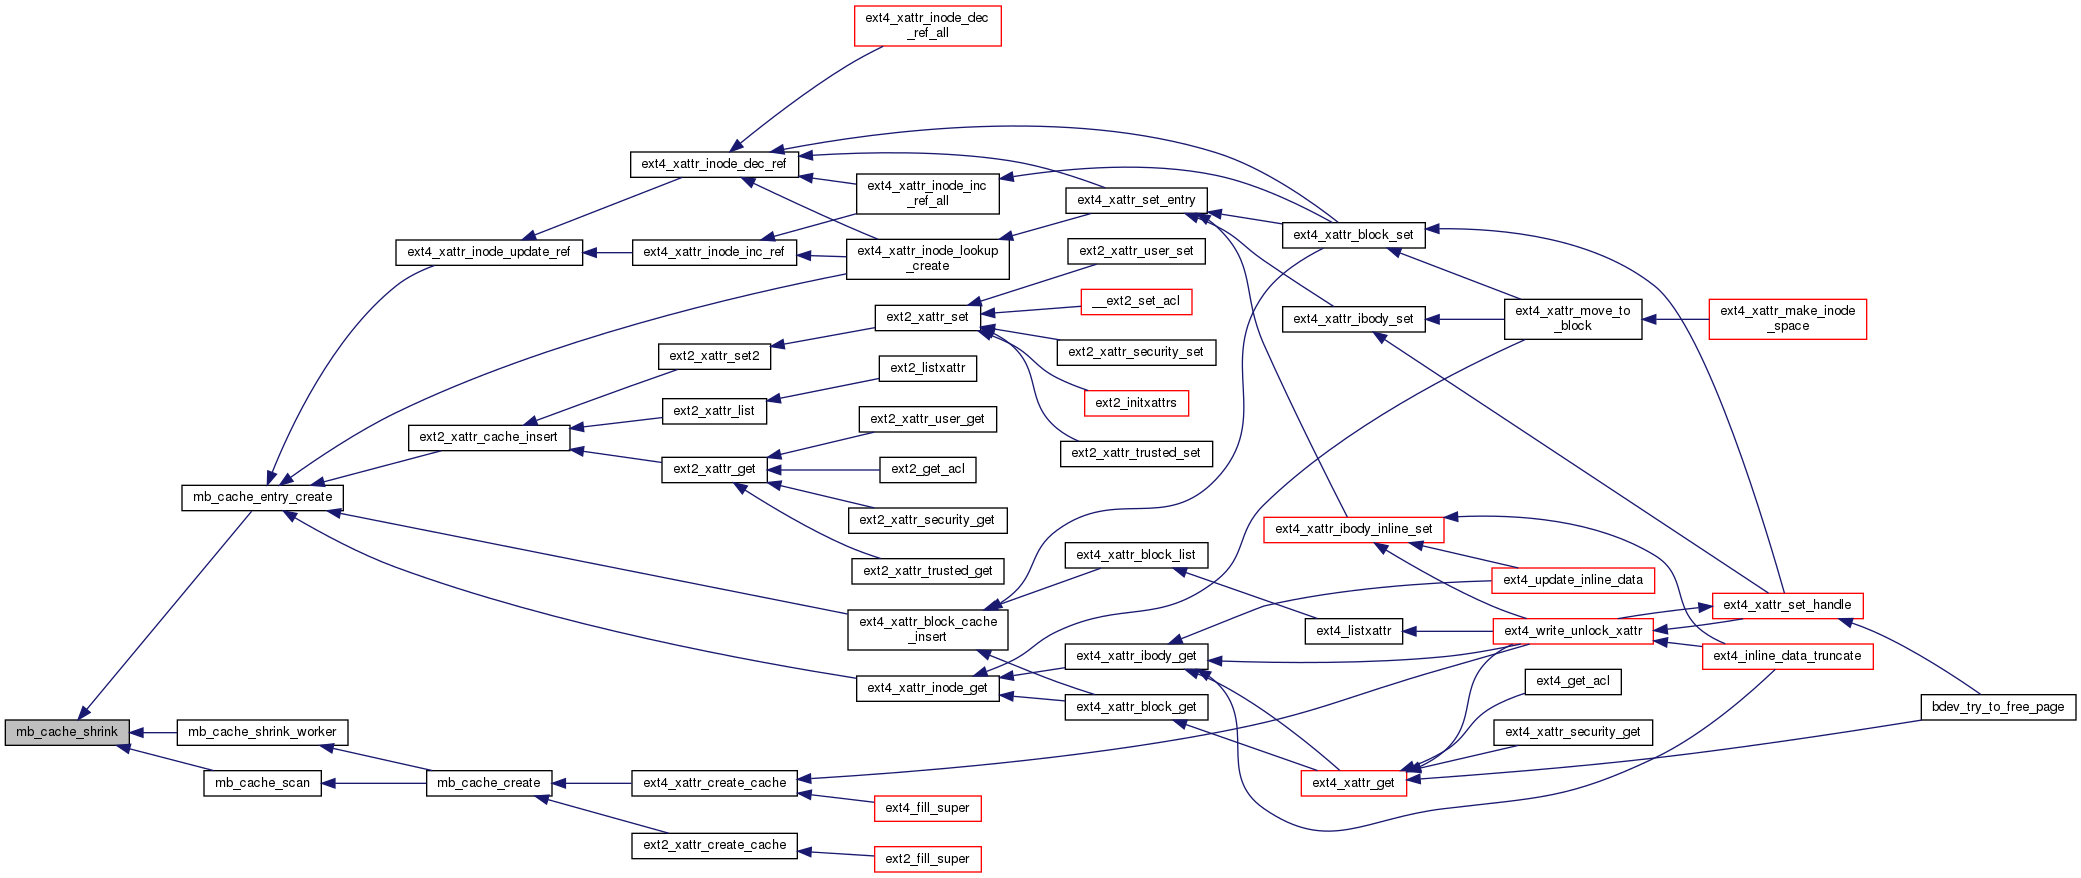 ext4_xattr_inode_dec
_ref_all
ext4_xattr_inode_dec_ref
ext4_xattr_inode_inc
_ref_all
ext4_xattr_set_entry
ext4_xattr_block_set
ext4_xattr_inode_update_ref
ext4_xattr_inode_inc_ref
ext4_xattr_inode_lookup
_create
ext2_xattr_user_set
__ext2_set_acl
ext2_xattr_set
ext4_xattr_ibody_set
ext4_xattr_move_to
_block
ext4_xattr_make_inode
_space
ext2_xattr_set2
ext2_xattr_security_set
ext2_listxattr
ext2_initxattrs
ext2_xattr_list
ext2_xattr_user_get
ext2_xattr_cache_insert
ext2_xattr_trusted_set
ext2_xattr_get
ext2_get_acl
mb_cache_entry_create
ext2_xattr_security_get
ext4_xattr_ibody_inline_set
ext4_xattr_block_list
ext2_xattr_trusted_get
ext4_update_inline_data
ext4_xattr_set_handle
ext4_xattr_block_cache
_insert
ext4_listxattr
ext4_write_unlock_xattr
ext4_xattr_ibody_get
ext4_inline_data_truncate
ext4_xattr_inode_get
ext4_get_acl
ext4_xattr_block_get
bdev_try_to_free_page
mb_cache_shrink
mb_cache_shrink_worker
ext4_xattr_security_get
mb_cache_scan
mb_cache_create
ext4_xattr_create_cache
ext4_xattr_get
ext4_fill_super
ext2_xattr_create_cache
ext2_fill_super